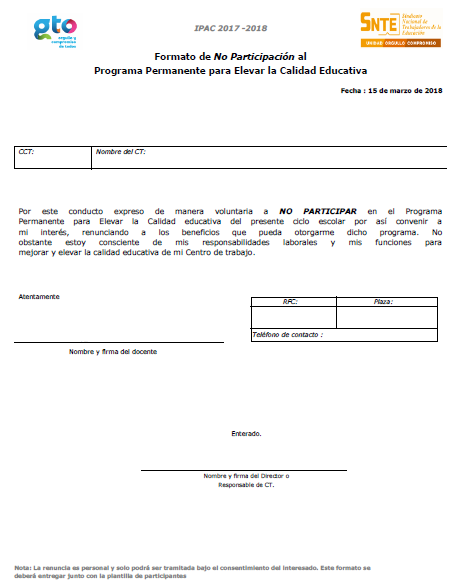 gto
orgullo y
compromiso
de todos
IPAC 2017 -2018
SNTE
Sindicato
Nacional de
Trabajadores de la
Educación
UNIDAD ORGULLO COMPROMISO
Formato de No Participación al
Programa Permanente para Elevar la Calidad Educativa
Fecha : 15 de marzo de 2018
CCT:
Nombre del CT:
Por este conducto expreso de manera voluntaria a NO PARTICIPAR en el Programa
Permanente para Elevar la Calidad educativa del presente ciclo escolar por así convenir a
mi interés, renunciando a los beneficios que pueda otorgarme dicho programa. No
obstante estoy consciente de mis responsabilidades laborales y mis funciones para
mejorar y elevar la calidad educativa de mi Centro de trabajo.
Atentamente
RFC:
Plaza:
Teléfono de contacto :
Nombre y firma del docente
Enterado.
Nombre y firma del Director o
Responsable de CT.
Nota: La renuncia es personal y solo podrá ser tramitada bajo el consentimiento del interesado. Este formato se
deberá entregar junto con la plantilla de participantes